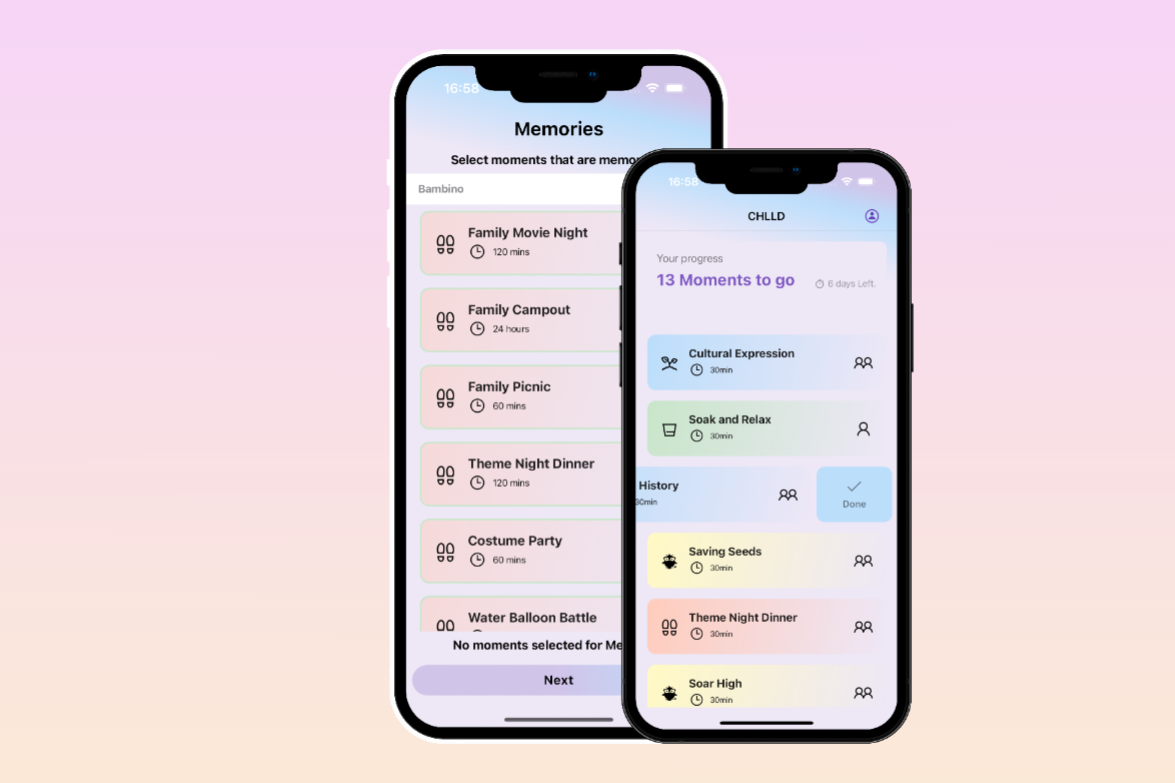 16:58
Memories
Select moments that are memo
Bambino
Family Movie Night
120 mins
Family Campout
24 hours
Family Picnic
60 mins
Theme Night Dinner
120 mins
Costume Party
60 mins
Water Balloon Battle
No moments selected for Me
Next
16:58
CHLLD
Your progress
13 Moments to go
6 days Left.
Cultural Expression
30min
Soak and Relax
30min
History
30min
Done
Saving Seeds
30min
Theme Night Dinner
30min
Soar High
30min